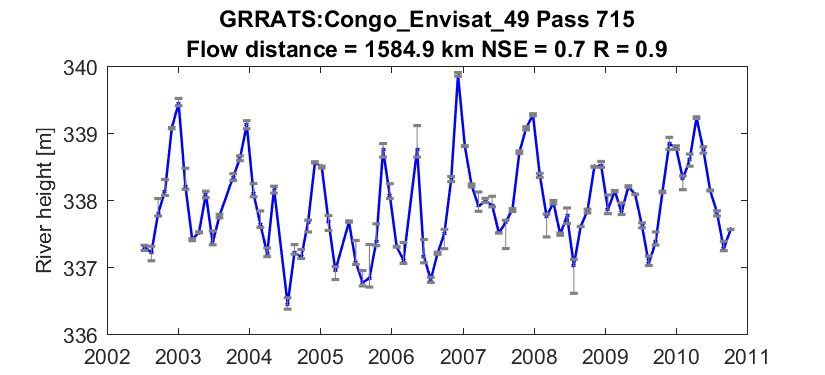 GRRATS:Congo_Envisat_49 Pass 715
Flow distance = 1584.9 km NSE = 0.7 R = 0.9
River height [m]
340
339
338
337
336
2002 2003 2004 2005 2006 2007 2008 2009 2010 2011